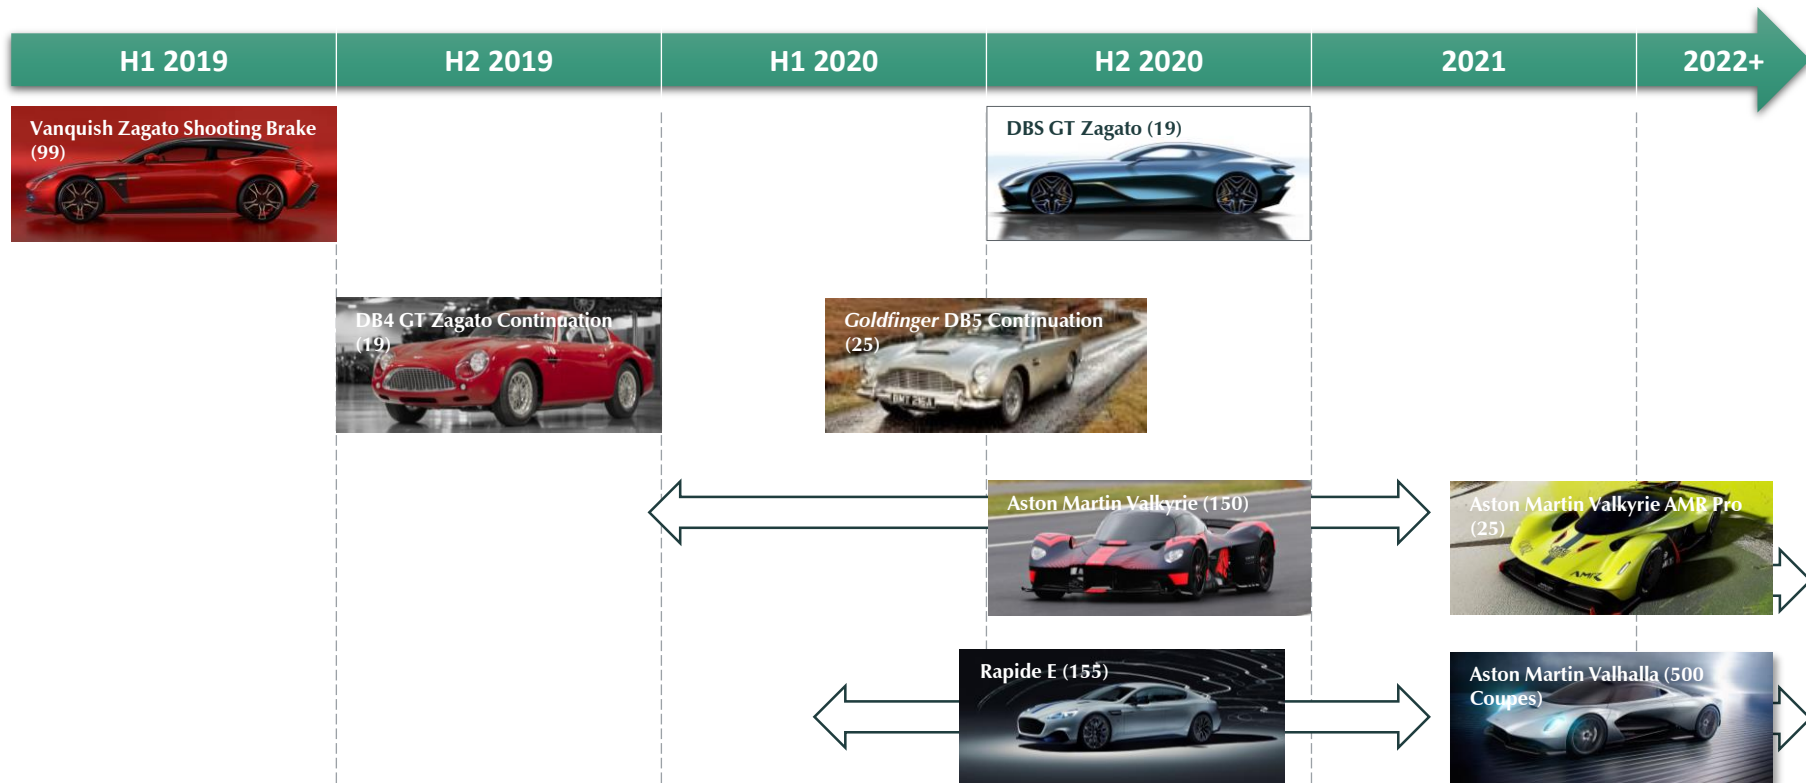 H1 2019
H2 2019
H1 2020
H2 2020
2021
2022+
Vanquish Zagato Shooting Brake
(99)
DBS GT Zagato (19)
DB4 GT Zagato Continuation
(19)
Goldfinger DB5 Continuation
(25)
Aston Martin Valkyrie (150)
Aston Martin Valkyrie AMR Pro
(25)
AMR
Rapide E (155)
Aston Martin Valhalla (500
Coupes)